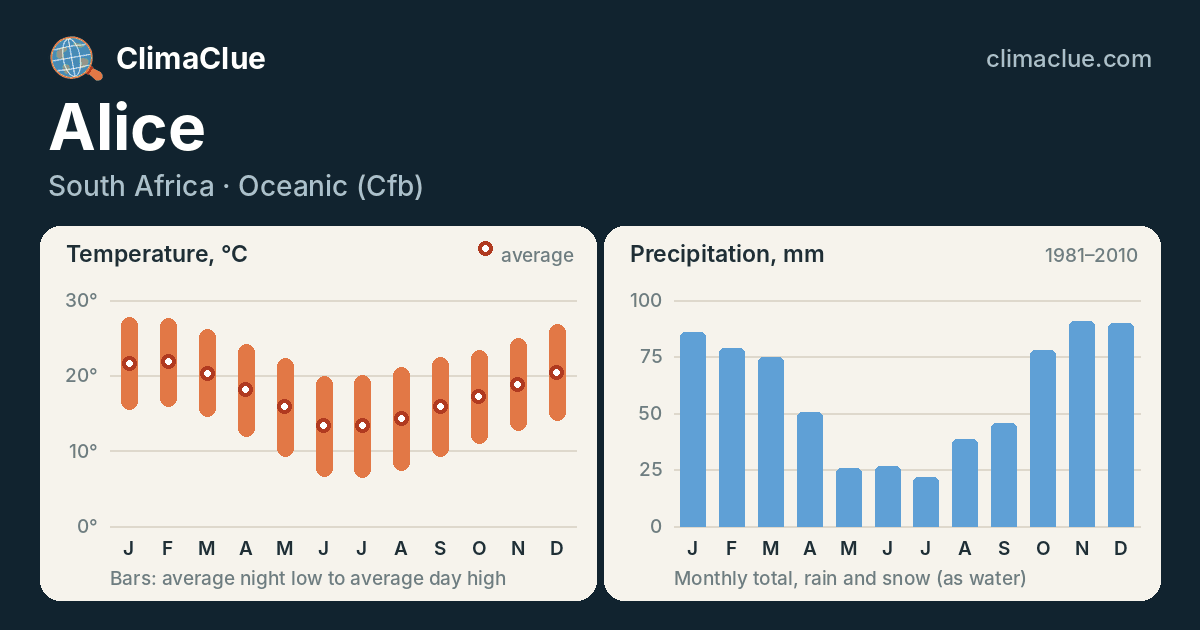 ClimaClue
climaclue.com
Alice
South Africa · Oceanic (Cfb)
Temperature, °C
average
30°
20°
10°
0°
J F M A M J J A S O N D
Bars: average night low to average day high
Precipitation, mm
1981–2010
100
75
50
25
0
J F M A M J J A S O N D
Monthly total, rain and snow (as water)